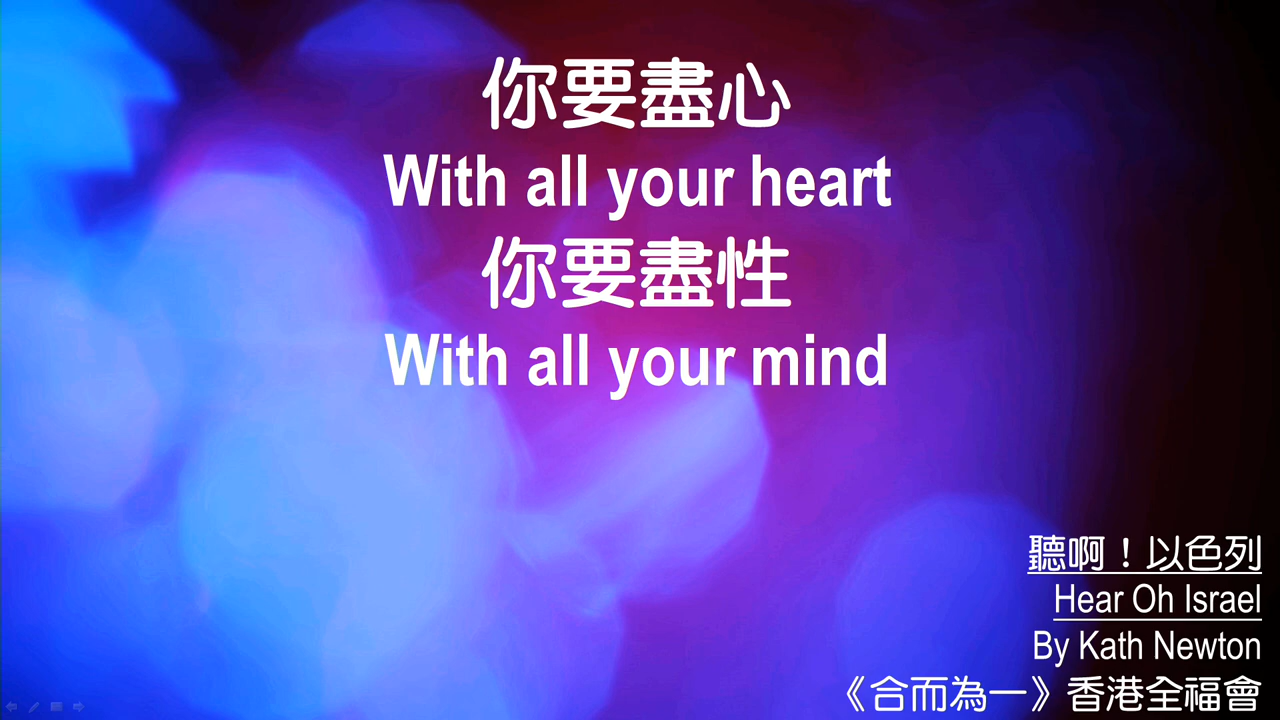 你要盡心
With all your heart
你要盡性
With all your mind
聽啊！以色列
Hear Oh Israel
By Kath Newton
《合而為一》香港全福會